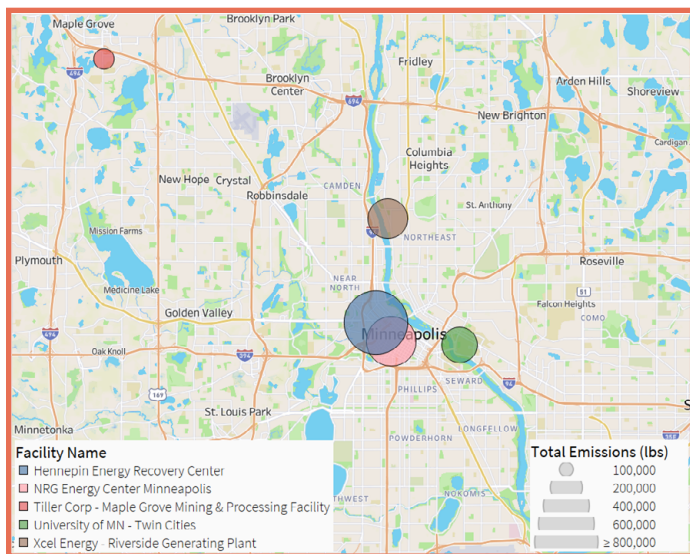 Maple Grove
Brooklyn Park
Fridley
494
Arden Hills
Shoreview
Brooklyn
Center
694
New Brighton
Cardigan
Columbia
Heights
New Hope
Crystal
CAMDEN
Robbinsdale
St. Anthony
Mission Farms
NORTHEAST
Plymouth
Roseville
NEAR
NORTH
Medicine Lake
51
Golden Valley
Falcon Heights
COMO
Minneapolis
494
Oak Knoll
394
94
PHILLIPS
SEWARD
169
St. Louis Park
S
Minnetonka
LONGFELLOW
POWDERHORN
NOKOMIS
THWEST
Facility Name
Hennepin Energy Recovery Center
NRG Energy Center Minneapolis
Tiller Corp - Maple Grove Mining & Processing Facility
University of MN - Twin Cities
Xcel Energy - Riverside Generating Plant
Total Emissions (lbs)
100,000
200,000
400,000
600,000
≥ 800,000